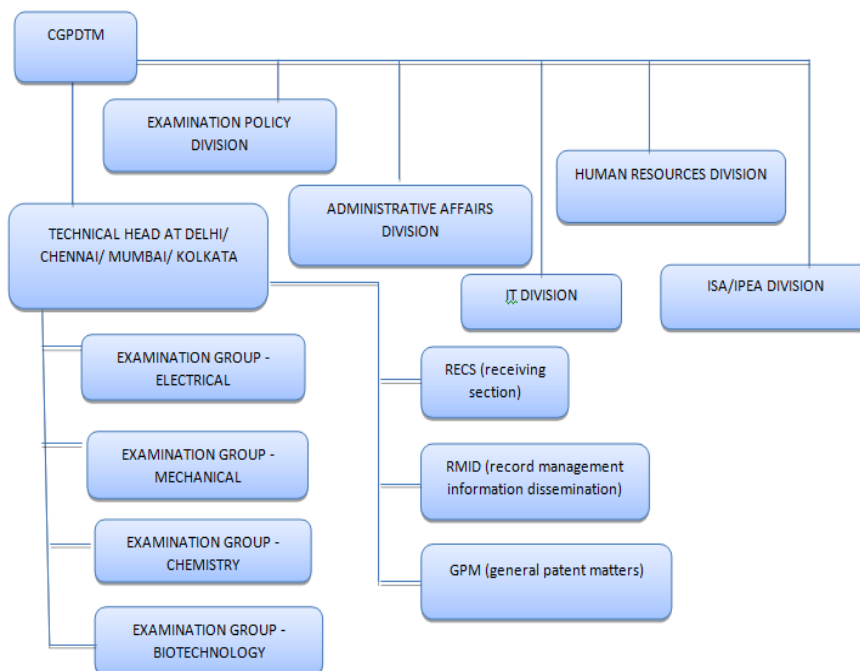 CGPDTM
EXAMINATION POLICY
DIVISION
HUMAN RESOURCES DIVISION
ADMINISTRATIVE AFFAIRS
DIVISION
TECHNICAL HEAD AT DELHI/
CHENNAI/ MUMBAI/ KOLKATA
IT DIVISION
ISA/IPEA DIVISION
EXAMINATION GROUP -
ELECTRICAL
RECS (receiving
section)
EXAMINATION GROUP -
MECHANICAL
RMID (record management
information dissemination)
EXAMINATION GROUP -
CHEMISTRY
GPM (general patent matters)
EXAMINATION GROUP -
BIOTECHNOLOGY